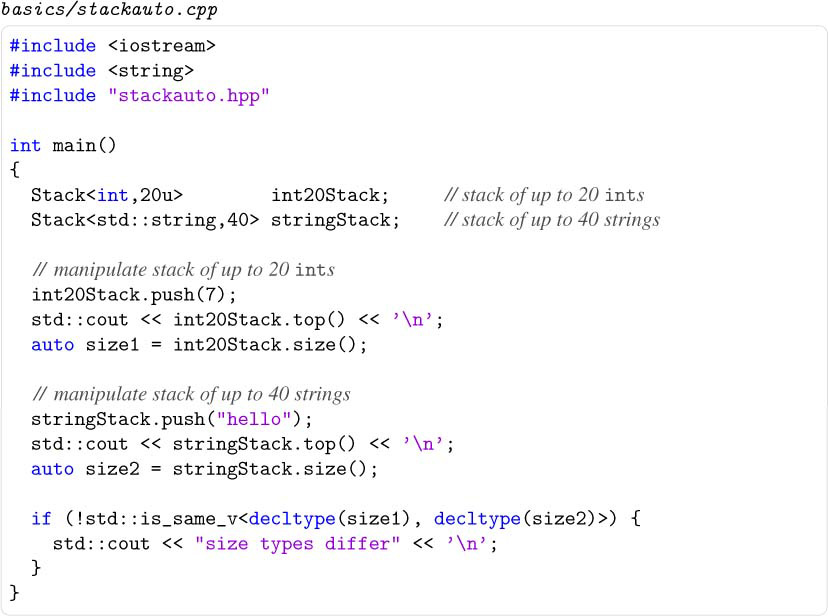 basics/stackauto.cpp
#include <iostream>
#include <string>
#include "stackauto.hpp"

int main()
{
  Stack<int,20u>        int20Stack;     // stack of up to 20 ints
  Stack<std::string,40> stringStack;    // stack of up to 40 strings

  // manipulate stack of up to 20 ints
  int20Stack.push(7);
  std::cout << int20Stack.top() << '\n';
  auto size1 = int20Stack.size();

  // manipulate stack of up to 40 strings
  stringStack.push("hello");
  std::cout << stringStack.top() << '\n';
  auto size2 = stringStack.size();

  if (!std::is_same_v<decltype(size1), decltype(size2)>) {
    std::cout << "size types differ" << '\n';
  }
}